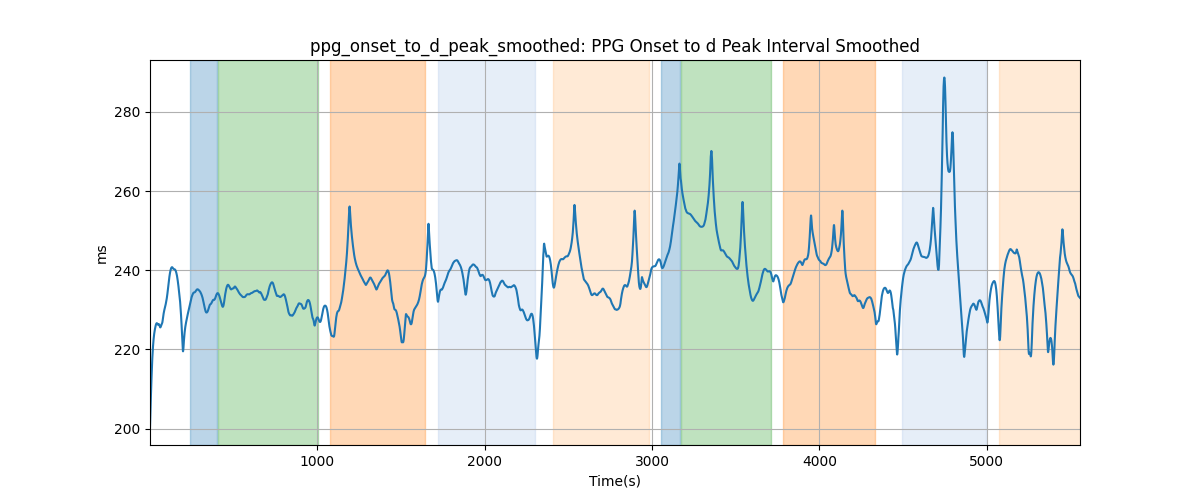 ppg_onset_to_d_peak_smoothed: PPG Onset to d Peak Interval Smoothed
280
260
240
220
200
ms
1000 2000 3000 4000 5000
Time(s)